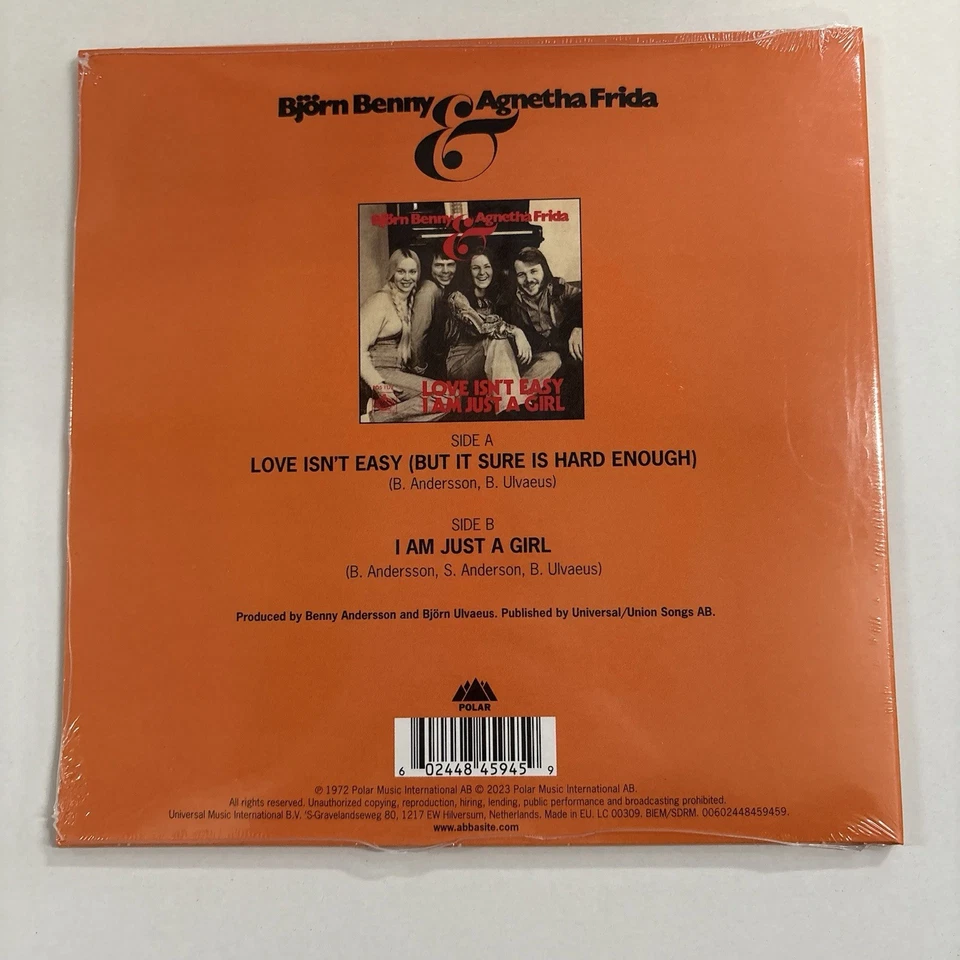 Björn Benny & Agnetha Frida
Björn Benny & Agnetha Frida
LOVE ISN'T EASY
I AM JUST A GIRL
SIDE A
LOVE ISN'T EASY (BUT IT SURE IS HARD ENOUGH)
(B. Andersson, B. Ulvaeus)
SIDE B
I AM JUST A GIRL
(B. Andersson, S. Anderson, B. Ulvaeus)
Produced by Benny Andersson and Björn Ulvaeus. Published by Universal/Union Songs AB.
POLAR
6 02448 45945 9
℗ 1972 Polar Music International AB © 2023 Polar Music International AB.
All rights reserved. Unauthorized copying, reproduction, hiring, lending, public performance and broadcasting prohibited.
Universal Music International B.V. 'S-Gravelandseweg 80, 1217 EW Hilversum, Netherlands. Made in EU. LC 00309. BIEM/SDRM. 00602448459459.
www.abbasite.com